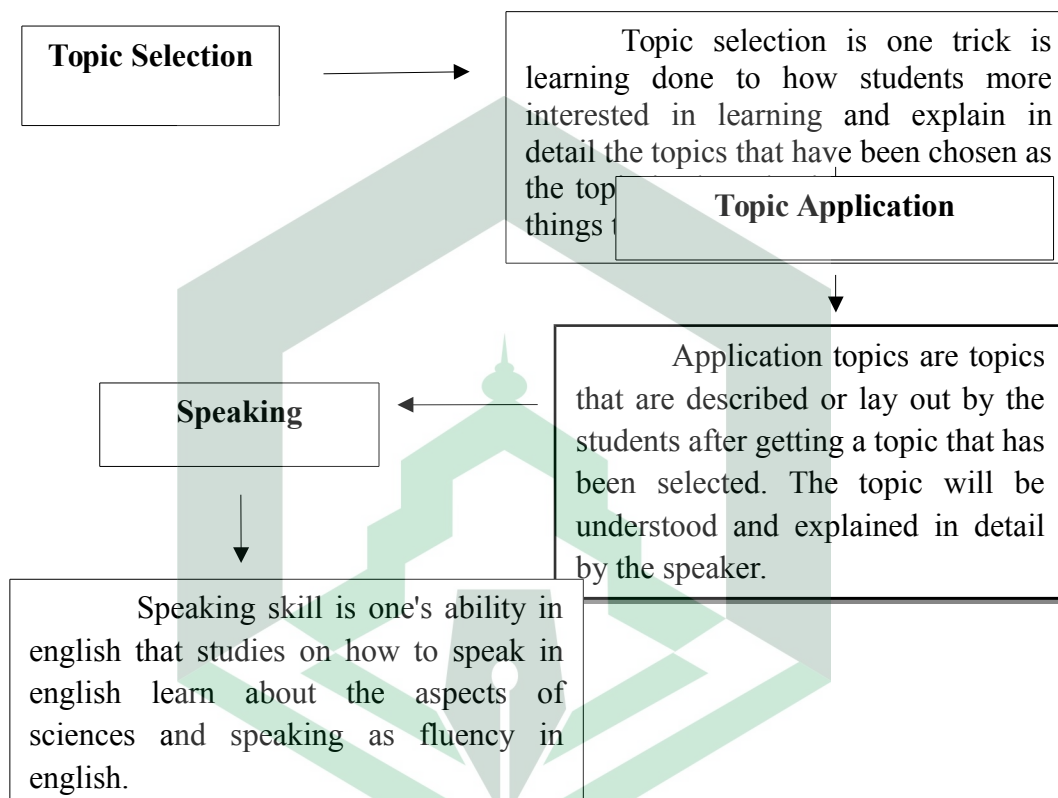 Topic Selection
Topic selection is one trick is
learning done to how students more
interested in learning and explain in
detail the topics that have been chosen as
the
things
Topic Application
Application topics are topics
that are described or lay out by the
students after getting a topic that has
been selected. The topic will be
understood and explained in detail
by the speaker.
Speaking
Speaking skill is one's ability in
english that studies on how to speak in
english learn about the aspects of
sciences and speaking as fluency in
english.